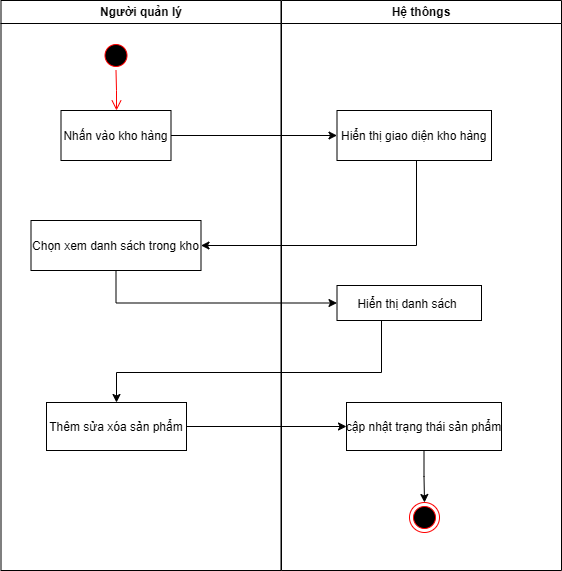 Người quản lý
Hệ thôngs
Nhấn vào kho hàng
Hiển thị giao diện kho hàng
Chọn xem danh sách trong kho
Hiển thị danh sách
Thêm sửa xóa sản phẩm
cập nhật trạng thái sản phẩm